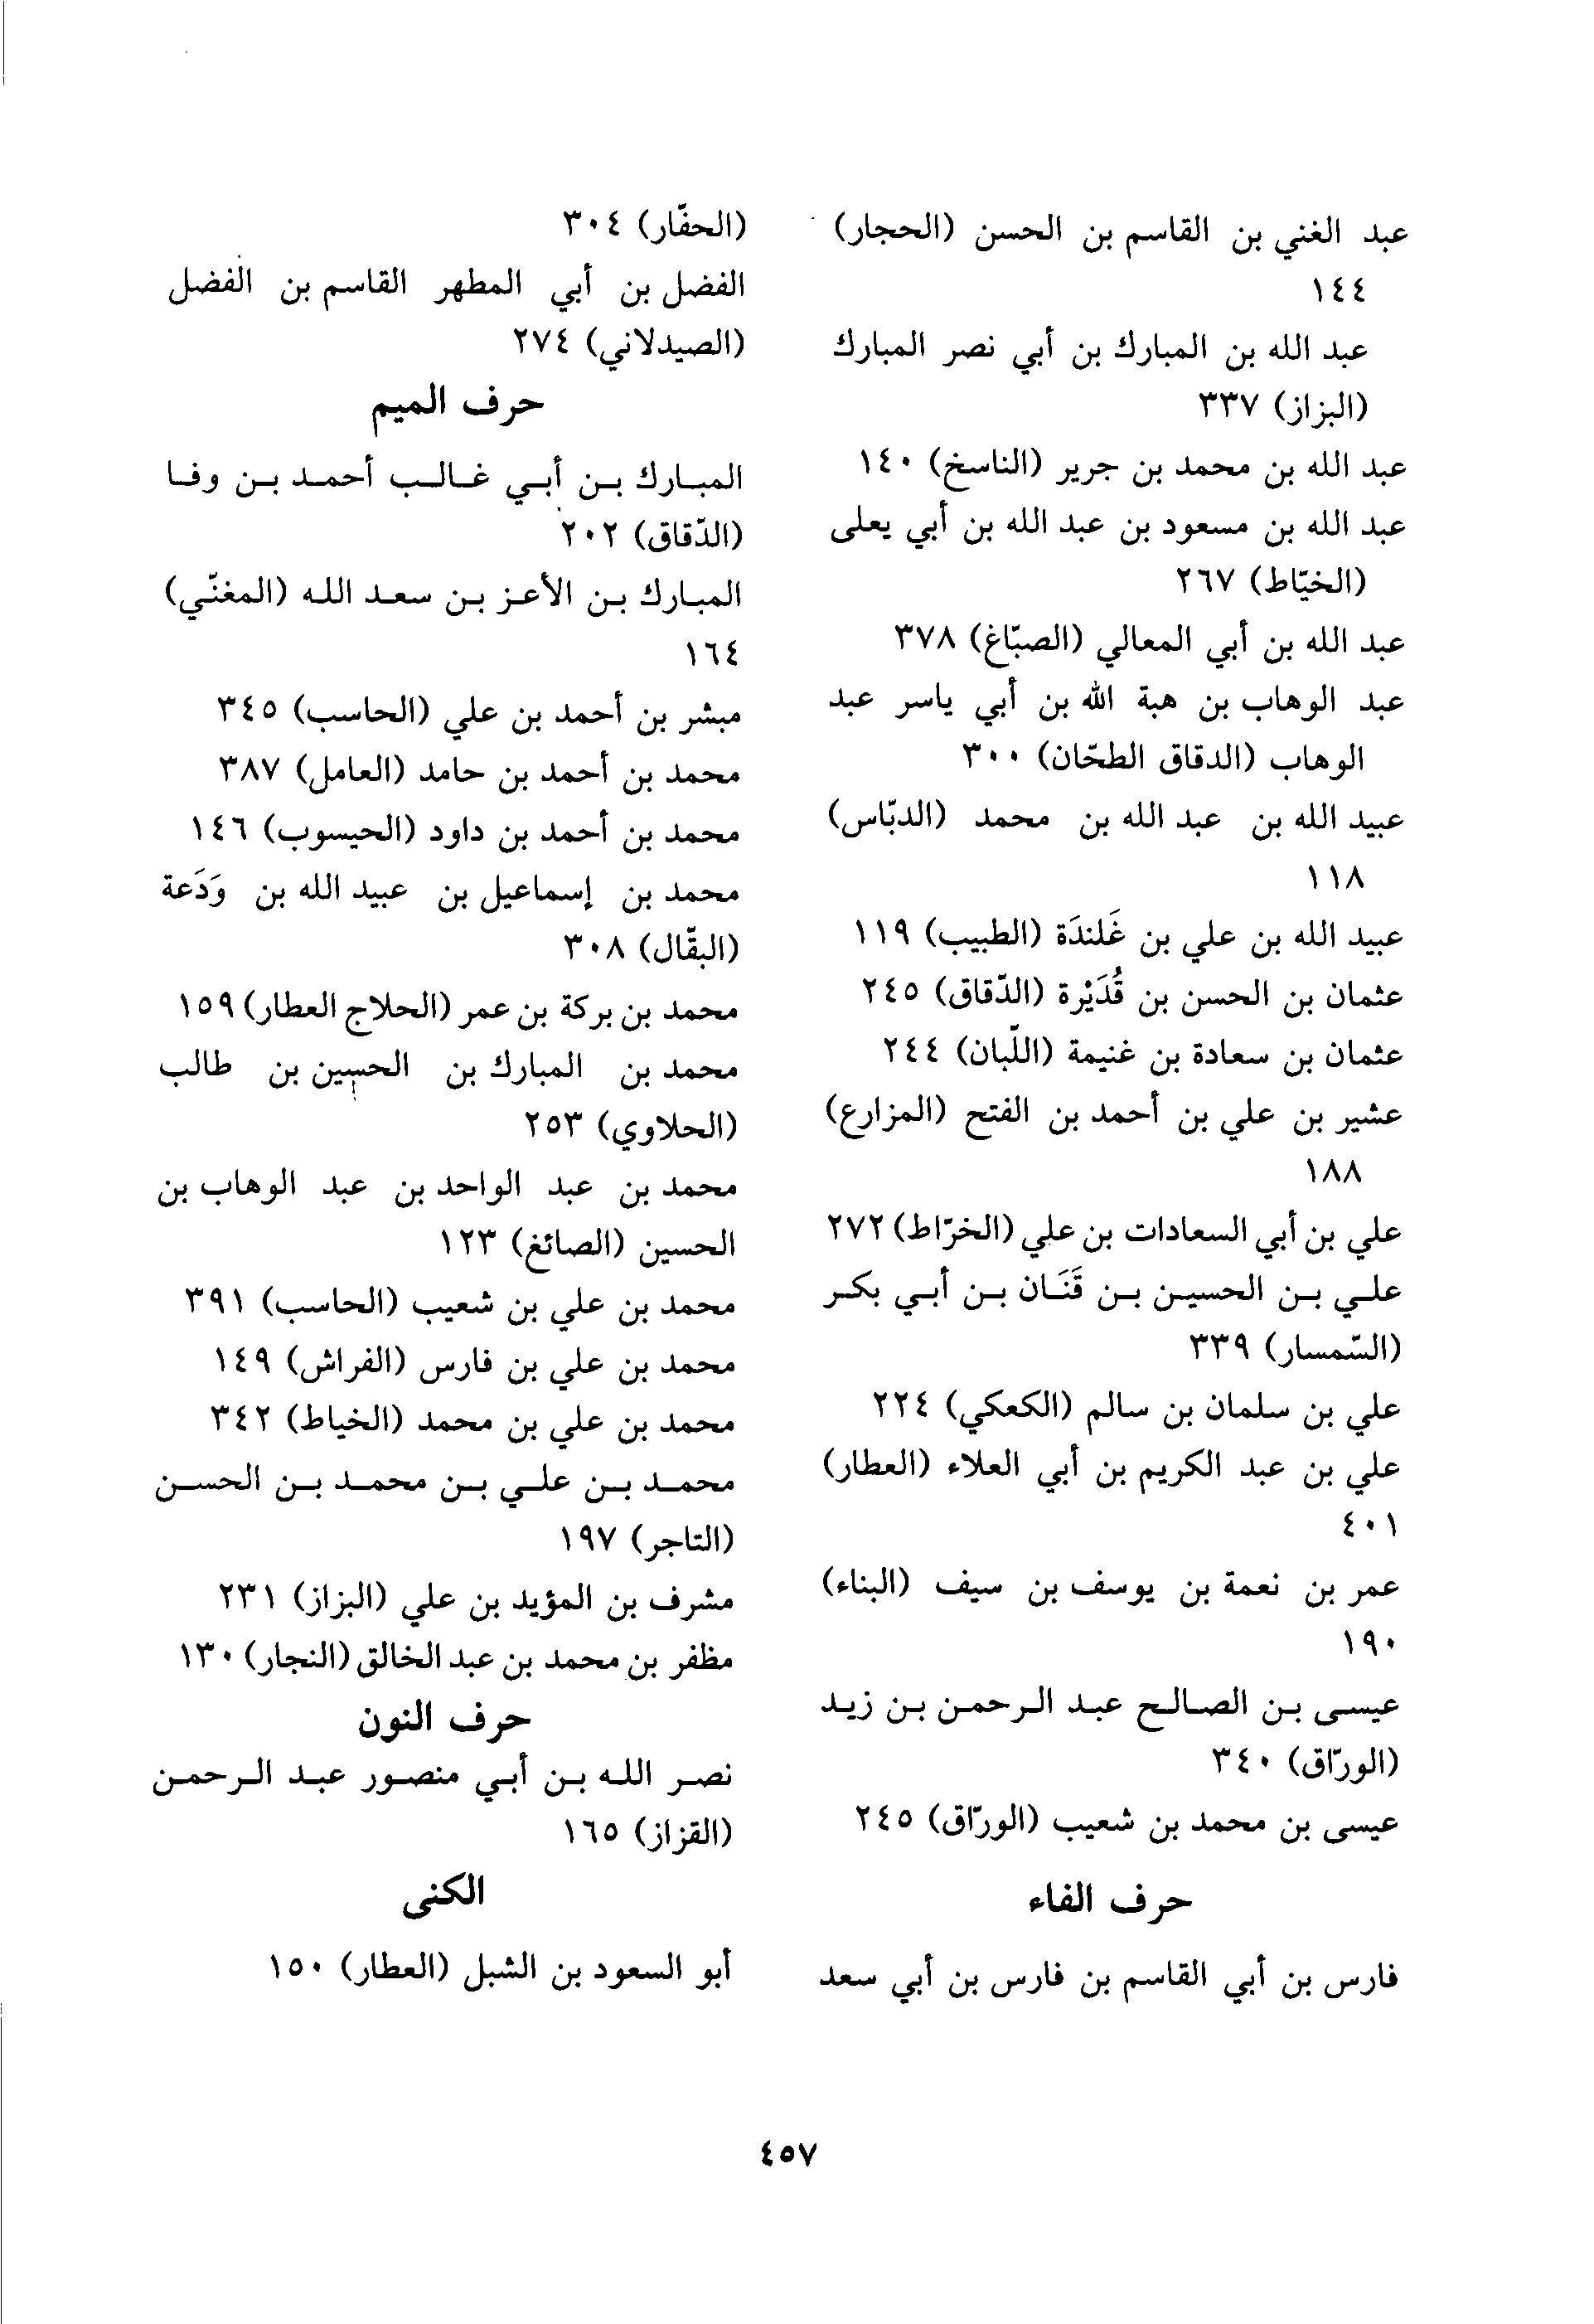 عبد الغني بن القاسم بن الحسن (الحجار)
١٤٤
عبد الله بن المبارك بن أبي نصر المبارك
(البزاز) ٣٣٧
عبد الله بن محمد بن جرير (الناسخ) ١٤٠
عبد الله بن مسعود بن عبد الله بن أبي يعلى
(الخيّاط) ٢٦٧
عبد الله بن أبي المعالي (الصبّاغ) ٣٧٨
عبد الوهاب بن هبة الله بن أبي ياسر عبد
الوهاب (الدقاق الطحّان) ٣٠٠
عبيد الله بن عبد الله بن محمد (الدبّاس)
١١٨
عبيد الله بن علي بن غَلندَة (الطبيب) ١١٩
عثمان بن الحسن بن قُدَيْرة (الدّقاق) ٢٤٥
عثمان بن سعادة بن غنيمة (اللّبان) ٢٤٤
عشير بن علي بن أحمد بن الفتح (المزارع)
١٨٨
علي بن أبي السعادات بن علي (الخرّاط) ٢٧٢
علي بن الحسين بن قَنَان بن أبي بكر
(السّمسار) ٣٣٩
علي بن سلمان بن سالم (الكعكي) ٢٢٤
علي بن عبد الكريم بن أبي العلاء (العطار)
٤٠١
عمر بن نعمة بن يوسف بن سيف (البناء)
١٩٠
عيسى بن الصالح عبد الرحمن بن زيد
(الورّاق) ٣٤٠
عيسى بن محمد بن شعيب (الورّاق) ٢٤٥
حرف الفاء
فارس بن أبي القاسم بن فارس بن أبي سعد
(الحفّار) ٣٠٤
الفضل بن أبي المطهر القاسم بن الفضل
(الصيدلاني) ٢٧٤
حرف الميم
المبارك بن أبي غالب أحمد بن وفا
(الدّقاق) ٢٠٢
المبارك بن الأعز بن سعد الله (المغنّي)
١٦٤
مبشر بن أحمد بن علي (الحاسب) ٣٤٥
محمد بن أحمد بن حامد (العامل) ٣٨٧
محمد بن أحمد بن داود (الحيسوب) ١٤٦
محمد بن إسماعيل بن عبيد الله بن وَدَعة
(البقّال) ٣٠٨
محمد بن بركة بن عمر (الحلاج العطار) ١٥٩
محمد بن المبارك بن الحسين بن طالب
(الحلاوي) ٢٥٣
محمد بن عبد الواحد بن عبد الوهاب بن
الحسين (الصائغ) ١٢٣
محمد بن علي بن شعيب (الحاسب) ٣٩١
محمد بن علي بن فارس (الفراش) ١٤٩
محمد بن علي بن محمد (الخياط) ٣٤٢
محمد بن علي بن محمد بن الحسن
(التاجر) ١٩٧
مشرف بن المؤيد بن علي (البزاز) ٢٣١
مظفر بن محمد بن عبد الخالق (النجار) ١٣٠
حرف النون
نصر الله بن أبي منصور عبد الرحمن
(القزاز) ١٦٥
الكنى
أبو السعود بن الشبل (العطار) ١٥٠
٤٥٧